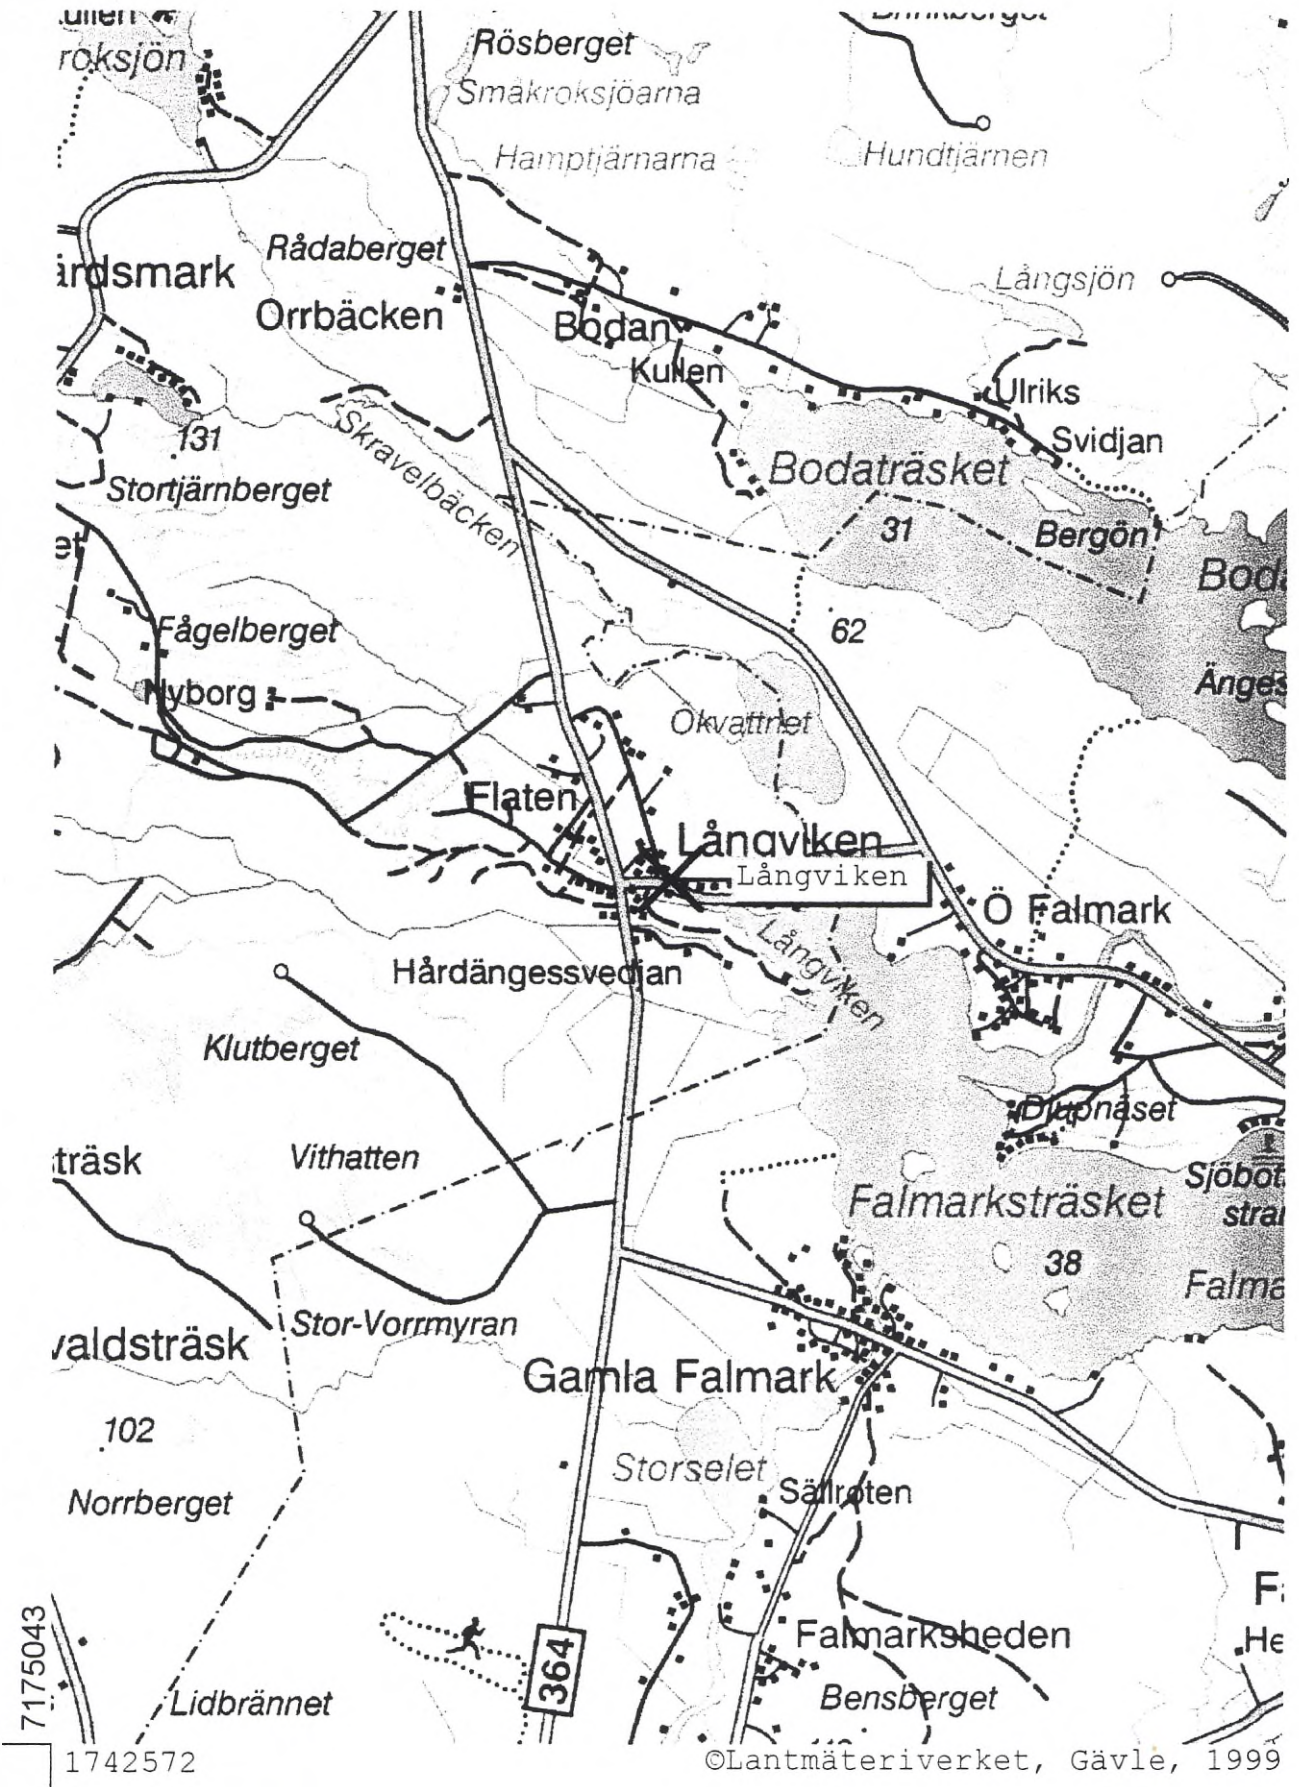 roksjön
Rösberget
Småkroksjöarna
Hamptjärnarna
Hundtjärnen
Rådaberget
ärdsmark
Långsjön
Orrbäcken
Bodan
Kullen
Ulriks
Skravelbäcken
131
Svidjan
Bodaträsket
Stortjärnberget
31
Bergön
et
Boda
Fågelberget
62
Änges
Nyborg
Okvattnet
Flaten
Långviken
Långviken
Ö Falmark
Långviken
Hårdängessvedjan
Klutberget
Djupnäset
träsk
Vithatten
Sjöbot
stran
Falmarksträsket
38
Falma
Stor-Vorrmyran
valdsträsk
Gamla Falmark
102
Storselet
Sällroten
Norrberget
F
He
Falmarksheden
364
Lidbrännet
Bensberget
7175043
1742572
©Lantmäteriverket, Gävle, 1999